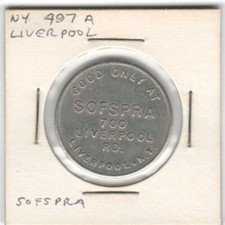 NY 497 A
LIVERPOOL
GOOD ONLY AT
SOFSPRA
700
LIVERPOOL
RD.
LIVERPOOL, N.Y.
SOFSPRA